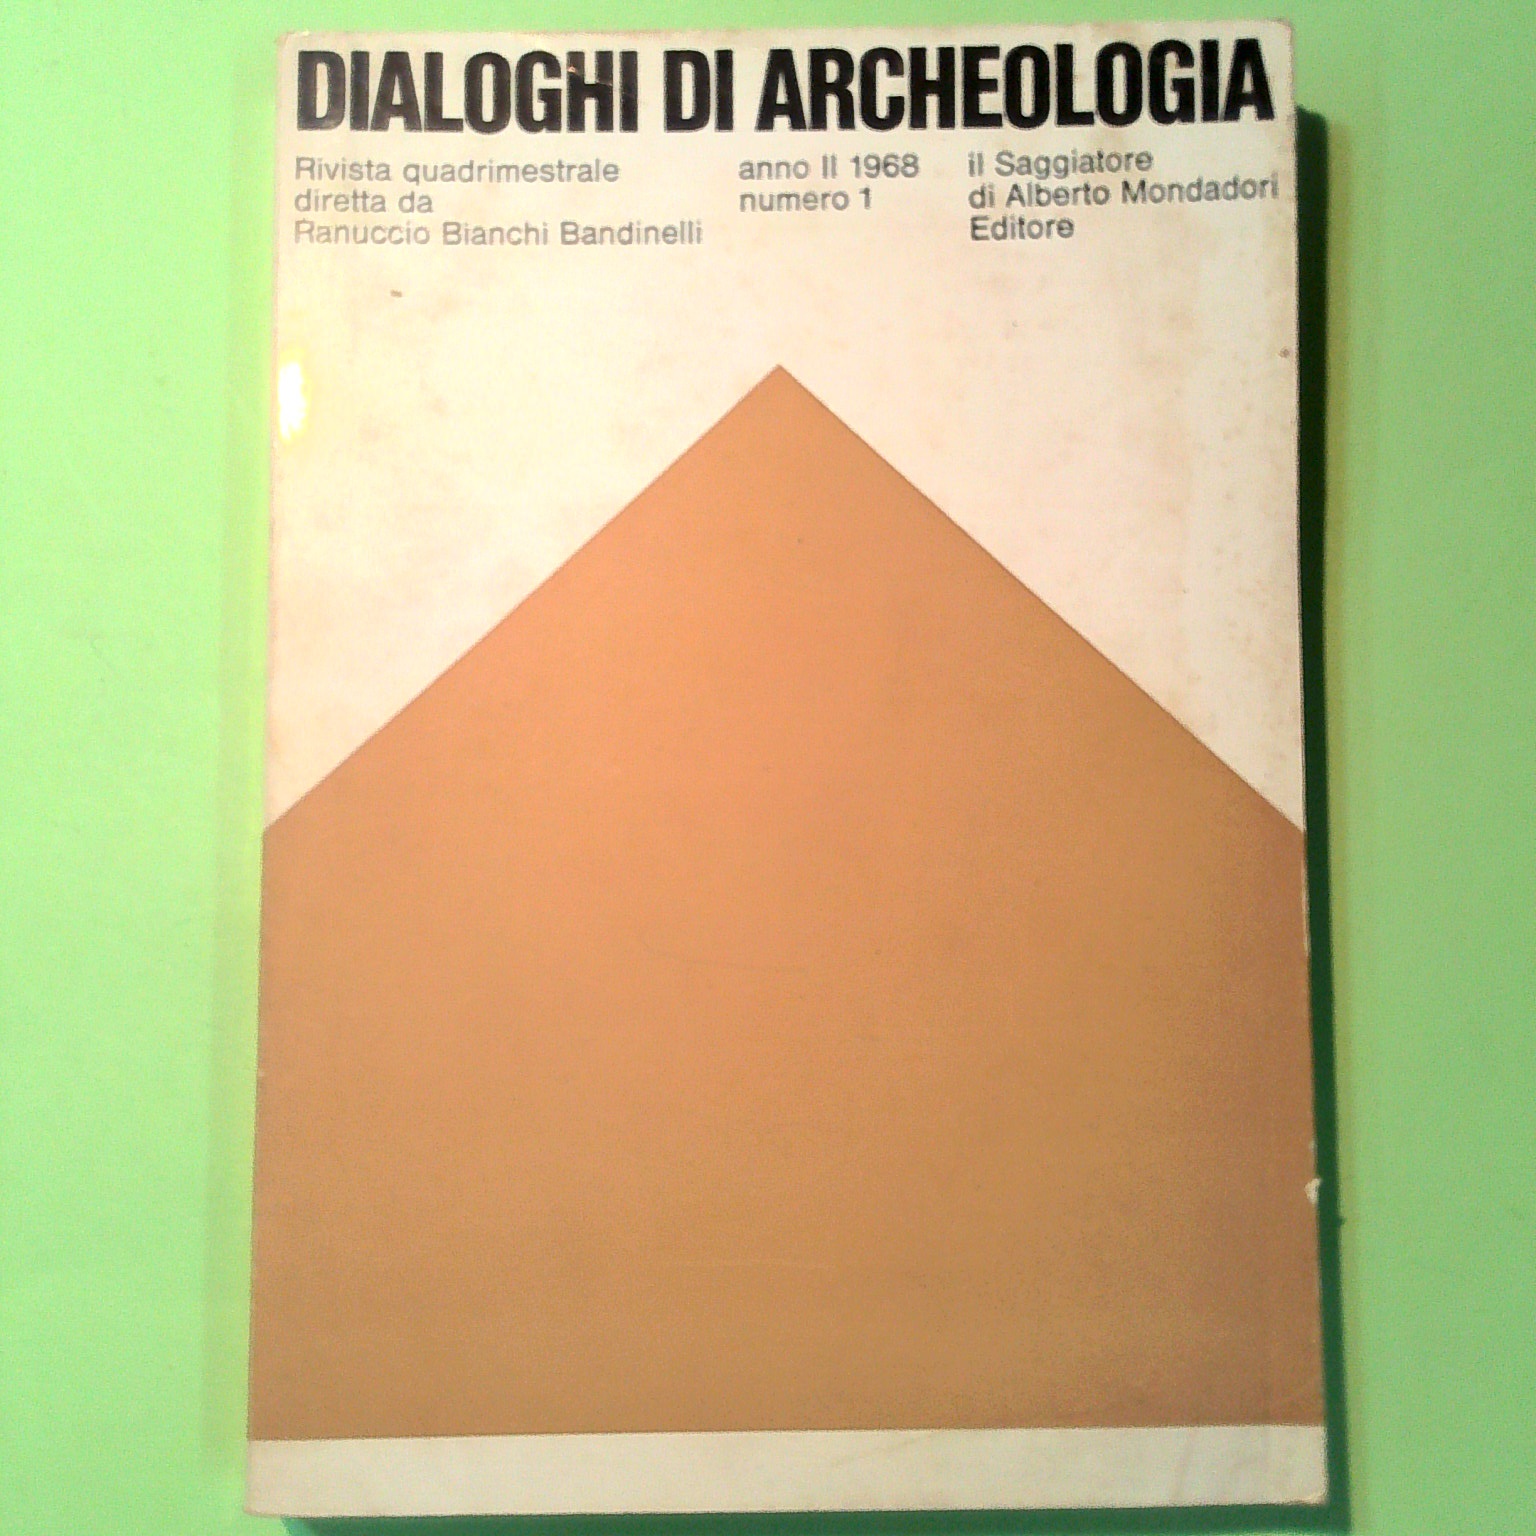 DIALOGHI DI ARCHEOLOGIA
Rivista quadrimestrale
diretta da
Ranuccio Bianchi Bandinelli
anno II 1968
numero 1
il Saggiatore
di Alberto Mondadori
Editore